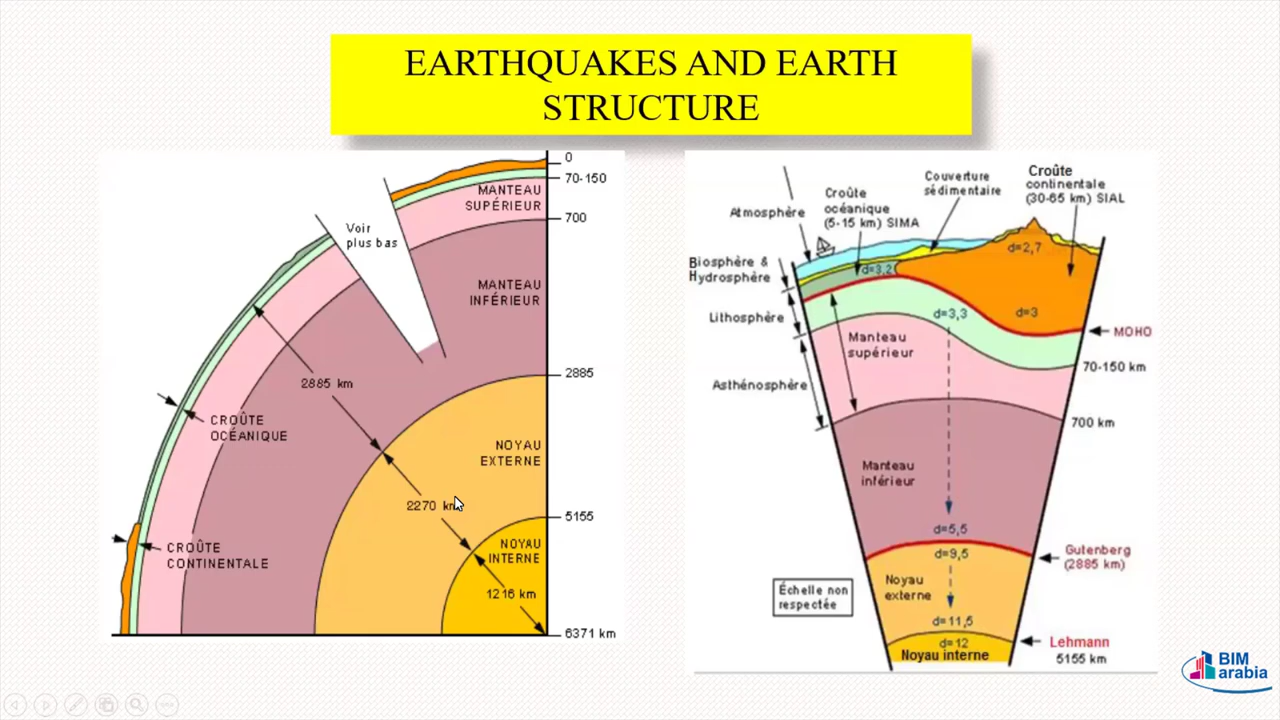 EARTHQUAKES AND EARTH
STRUCTURE
0
70-150
MANTEAU
SUPÉRIEUR
700
Voir
plus bas
MANTEAU
INFÉRIEUR
2885
2885 km
CROÛTE
OCÉANIQUE
NOYAU
EXTERNE
2270 km
5155
NOYAU
INTERNE
CROÛTE
CONTINENTALE
1216 km
6371 km
Atmosphère
Croûte
océanique
(5-15 km) SIMA
Couverture
sédimentaire
Croûte
continentale
(30-65 km) SIAL
d=2,7
Biosphère &
Hydrosphère
d=3,2
Lithosphère
d=3,3
d=3
MOHO
Manteau
supérieur
70-150 km
Asthénosphère
700 km
Manteau
inférieur
d=5,5
d=9,5
Gutenberg
(2885 km)
Échelle non
respectée
Noyau
externe
d=11,5
d=12
Noyau interne
Lehmann
5155 km
BIM
arabia